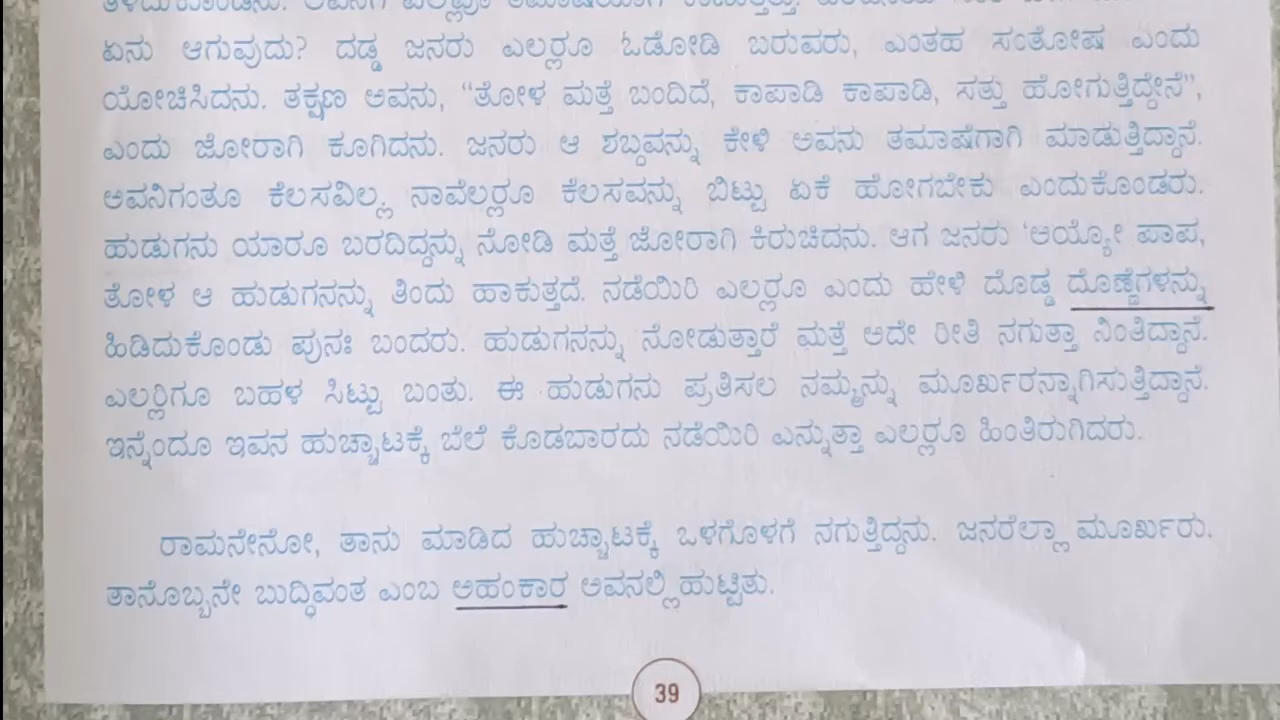 ಏನು ಆಗುವುದು? ದಡ್ಡ ಜನರು ಎಲ್ಲರೂ ಓಡೋಡಿ ಬರುವರು, ಎಂತಹ ಸಂತೋಷ ಎಂದು
ಯೋಚಿಸಿದನು. ತಕ್ಷಣ ಅವನು, “ತೋಳ ಮತ್ತೆ ಬಂದಿದೆ, ಕಾಪಾಡಿ ಕಾಪಾಡಿ, ಸತ್ತು ಹೋಗುತ್ತಿದ್ದೇನೆ”,
ಎಂದು ಜೋರಾಗಿ ಕೂಗಿದನು. ಜನರು ಆ ಶಬ್ದವನ್ನು ಕೇಳಿ ಅವನು ತಮಾಷೆಗಾಗಿ ಮಾಡುತ್ತಿದ್ದಾನೆ.
ಅವನಿಗಂತೂ ಕೆಲಸವಿಲ್ಲ, ನಾವೆಲ್ಲರೂ ಕೆಲಸವನ್ನು ಬಿಟ್ಟು ಏಕೆ ಹೋಗಬೇಕು ಎಂದುಕೊಂಡರು.
ಹುಡುಗನು ಯಾರೂ ಬರದಿದ್ದನ್ನು ನೋಡಿ ಮತ್ತೆ ಜೋರಾಗಿ ಕಿರುಚಿದನು. ಆಗ ಜನರು ‘ಅಯ್ಯೋ ಪಾಪ,
ತೋಳ ಆ ಹುಡುಗನನ್ನು ತಿಂದು ಹಾಕುತ್ತದೆ. ನಡೆಯಿರಿ ಎಲ್ಲರೂ ಎಂದು ಹೇಳಿ ದೊಡ್ಡ ದೊಣ್ಣೆಗಳನ್ನು
ಹಿಡಿದುಕೊಂಡು ಪುನಃ ಬಂದರು. ಹುಡುಗನನ್ನು ನೋಡುತ್ತಾರೆ ಮತ್ತೆ ಅದೇ ರೀತಿ ನಗುತ್ತಾ ನಿಂತಿದ್ದಾನೆ.
ಎಲ್ಲರಿಗೂ ಬಹಳ ಸಿಟ್ಟು ಬಂತು. ಈ ಹುಡುಗನು ಪ್ರತಿಸಲ ನಮ್ಮನ್ನು ಮೂರ್ಖರನ್ನಾಗಿಸುತ್ತಿದ್ದಾನೆ.
ಇನ್ನೆಂದೂ ಇವನ ಹುಚ್ಚಾಟಕ್ಕೆ ಬೆಲೆ ಕೊಡಬಾರದು ನಡೆಯಿರಿ ಎನ್ನುತ್ತಾ ಎಲ್ಲರೂ ಹಿಂತಿರುಗಿದರು.
ರಾಮನೇನೋ, ತಾನು ಮಾಡಿದ ಹುಚ್ಚಾಟಕ್ಕೆ ಒಳಗೊಳಗೆ ನಗುತ್ತಿದ್ದನು. ಜನರೆಲ್ಲಾ ಮೂರ್ಖರು.
ತಾನೊಬ್ಬನೇ ಬುದ್ಧಿವಂತ ಎಂಬ ಅಹಂಕಾರ ಅವನಲ್ಲಿ ಹುಟ್ಟಿತು.
39